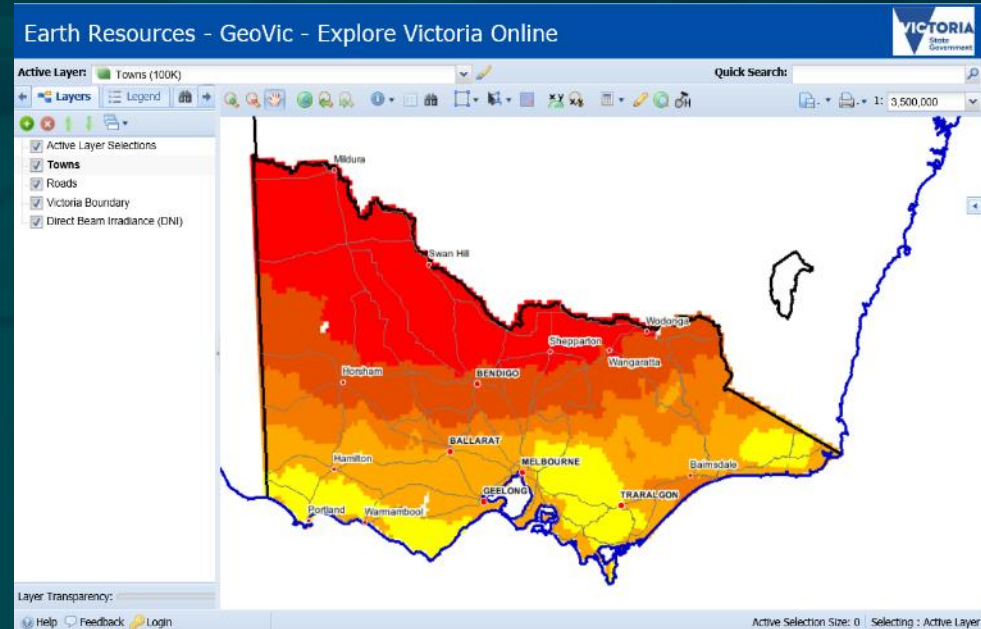 Earth Resources - GeoVic - Explore Victoria Online
VICTORIA
State
Government
Active Layer: Towns (100K)
Quick Search:
Layers Legend
1: 3,500,000
Active Layer Selections
Towns
Roads
Victoria Boundary
Direct Beam Irradiance (DNI)
Mildura
Swan Hill
Wodonga
Shepparton
Wangaratta
Horsham
BENDIGO
BALLARAT
Hamilton
MELBOURNE
Bairnsdale
GEELONG
TRARALGON
Portland
Warrnambool
Layer Transparency:
Help Feedback Login
Active Selection Size: 0 Selecting : Active Layer